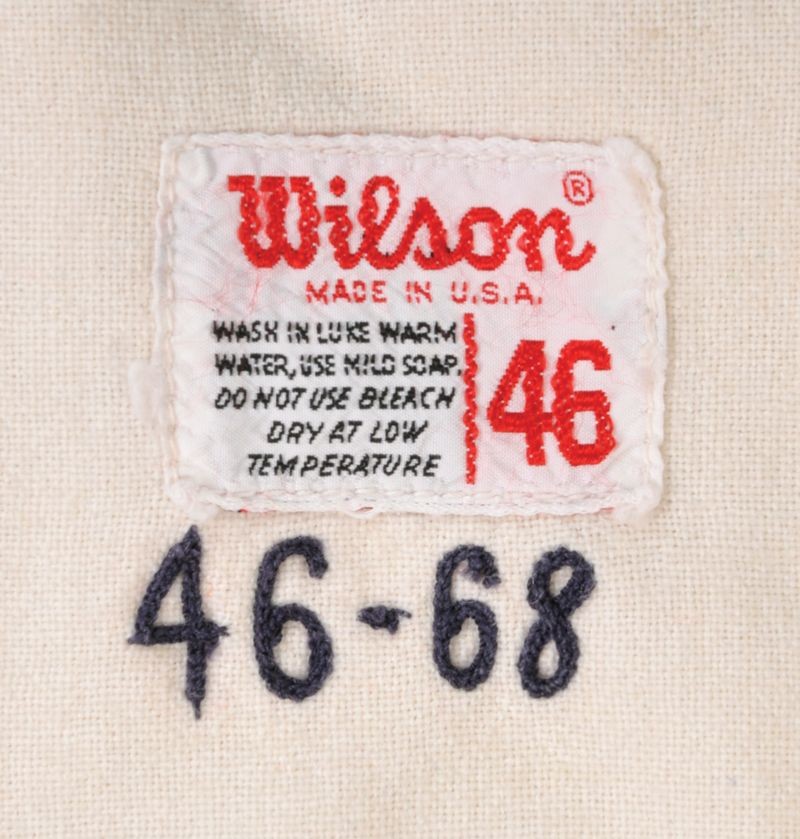 Wilson®
MADE IN U.S.A.
WASH IN LUKE WARM
WATER, USE MILD SOAP.
DO NOT USE BLEACH
DRY AT LOW
TEMPERATURE
46
46-68